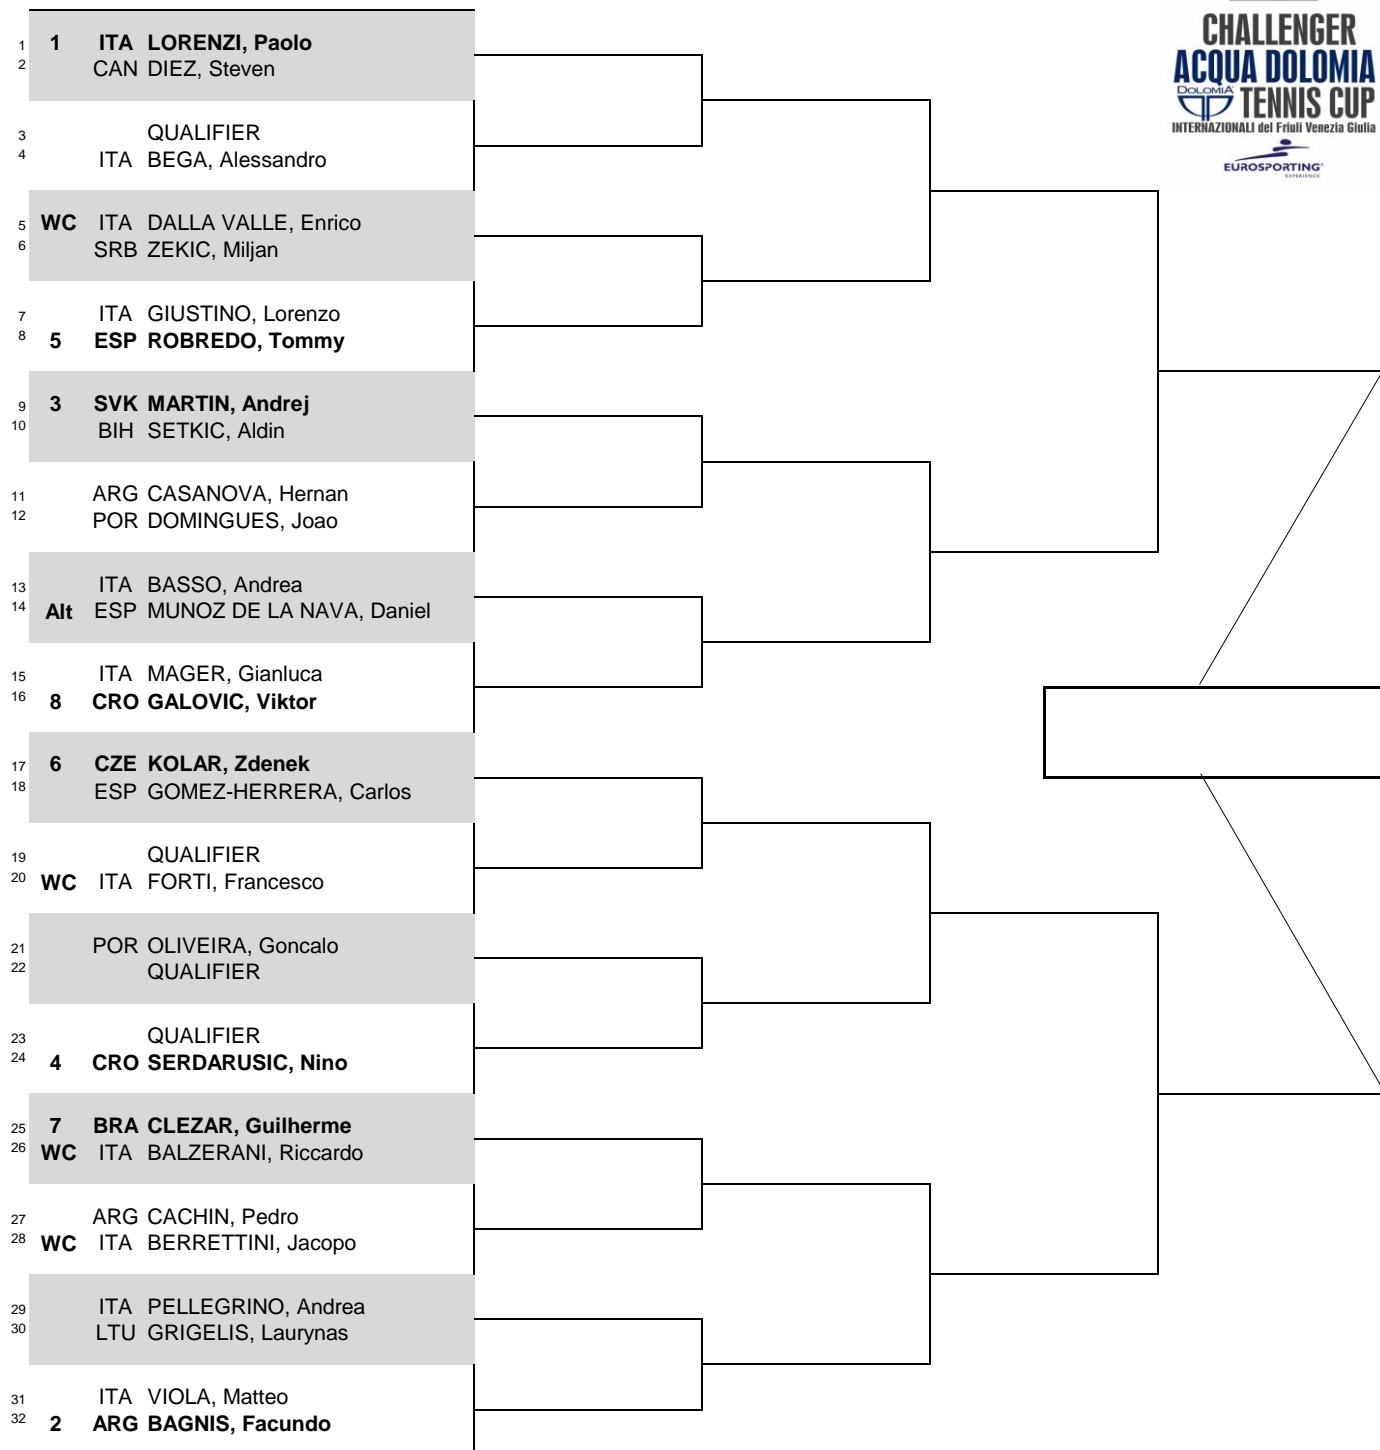 CHALLENGER
ACQUA DOLOMIA
DOLOMIA TENNIS CUP
INTERNAZIONALI del Friuli Venezia Giulia
EUROSPORTING
EXPERIENCE
1 1 ITA LORENZI, Paolo
2 CAN DIEZ, Steven
3 QUALIFIER
4 ITA BEGA, Alessandro
5 WC ITA DALLA VALLE, Enrico
6 SRB ZEKIC, Miljan
7 ITA GIUSTINO, Lorenzo
8 5 ESP ROBREDO, Tommy
9 3 SVK MARTIN, Andrej
10 BIH SETKIC, Aldin
11 ARG CASANOVA, Hernan
12 POR DOMINGUES, Joao
13 ITA BASSO, Andrea
14 Alt ESP MUNOZ DE LA NAVA, Daniel
15 ITA MAGER, Gianluca
16 8 CRO GALOVIC, Viktor
17 6 CZE KOLAR, Zdenek
18 ESP GOMEZ-HERRERA, Carlos
19 QUALIFIER
20 WC ITA FORTI, Francesco
21 POR OLIVEIRA, Goncalo
22 QUALIFIER
23 QUALIFIER
24 4 CRO SERDARUSIC, Nino
25 7 BRA CLEZAR, Guilherme
26 WC ITA BALZERANI, Riccardo
27 ARG CACHIN, Pedro
28 WC ITA BERRETTINI, Jacopo
29 ITA PELLEGRINO, Andrea
30 LTU GRIGELIS, Laurynas
31 ITA VIOLA, Matteo
32 2 ARG BAGNIS, Facundo